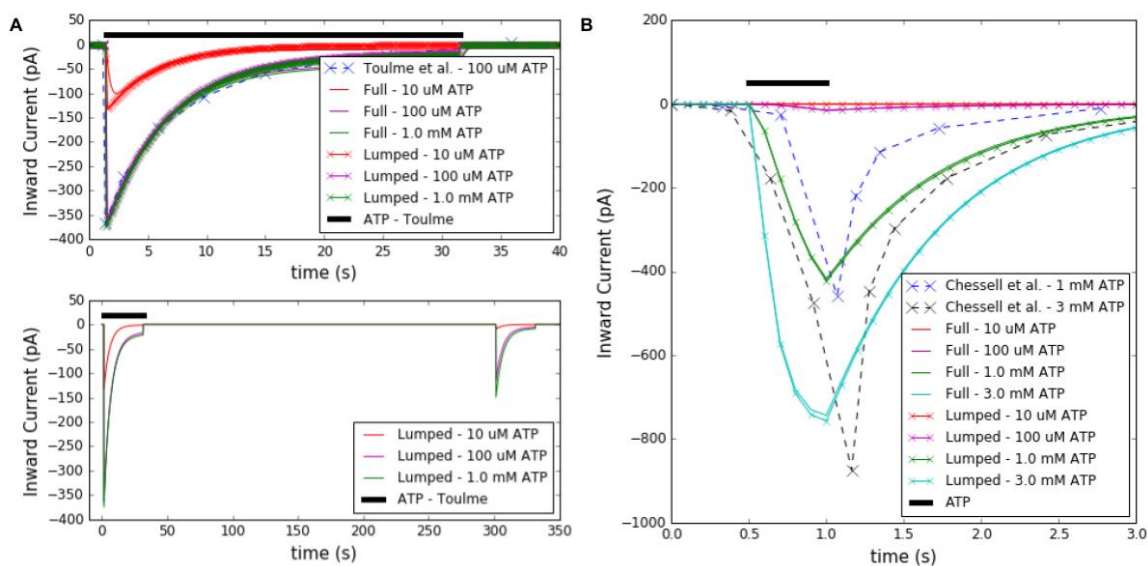 A
Inward Current (pA)
50
0
−50
−100
−150
−200
−250
−300
−350
−400
Toulme et al. - 100 uM ATP
Full - 10 uM ATP
Full - 100 uM ATP
Full - 1.0 mM ATP
Lumped - 10 uM ATP
Lumped - 100 uM ATP
Lumped - 1.0 mM ATP
ATP - Toulme
0 5 10 15 20 25 30 35 40
time (s)
Inward Current (pA)
50
0
−50
−100
−150
−200
−250
−300
−350
−400
Lumped - 10 uM ATP
Lumped - 100 uM ATP
Lumped - 1.0 mM ATP
ATP - Toulme
0 50 100 150 200 250 300 350
time (s)
B
Inward Current (pA)
200
0
−200
−400
−600
−800
−1000
Chessell et al. - 1 mM ATP
Chessell et al. - 3 mM ATP
Full - 10 uM ATP
Full - 100 uM ATP
Full - 1.0 mM ATP
Full - 3.0 mM ATP
Lumped - 10 uM ATP
Lumped - 100 uM ATP
Lumped - 1.0 mM ATP
Lumped - 3.0 mM ATP
ATP
0.0 0.5 1.0 1.5 2.0 2.5 3.0
time (s)